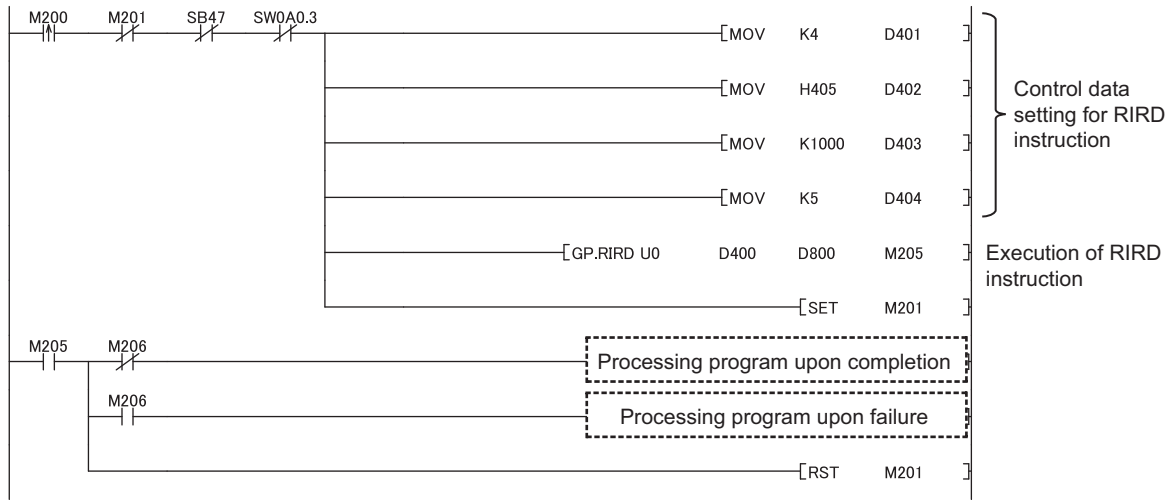 M200 M201 SB47 SW0A0.3
[MOV K4 D401 ]
[MOV H405 D402 ]
[MOV K1000 D403 ]
[MOV K5 D404 ]
Control data
setting for RIRD
instruction
[GP.RIRD U0 D400 D800 M205 ]
Execution of RIRD
instruction
[SET M201 ]
M205 M206
Processing program upon completion
M206
Processing program upon failure
[RST M201 ]